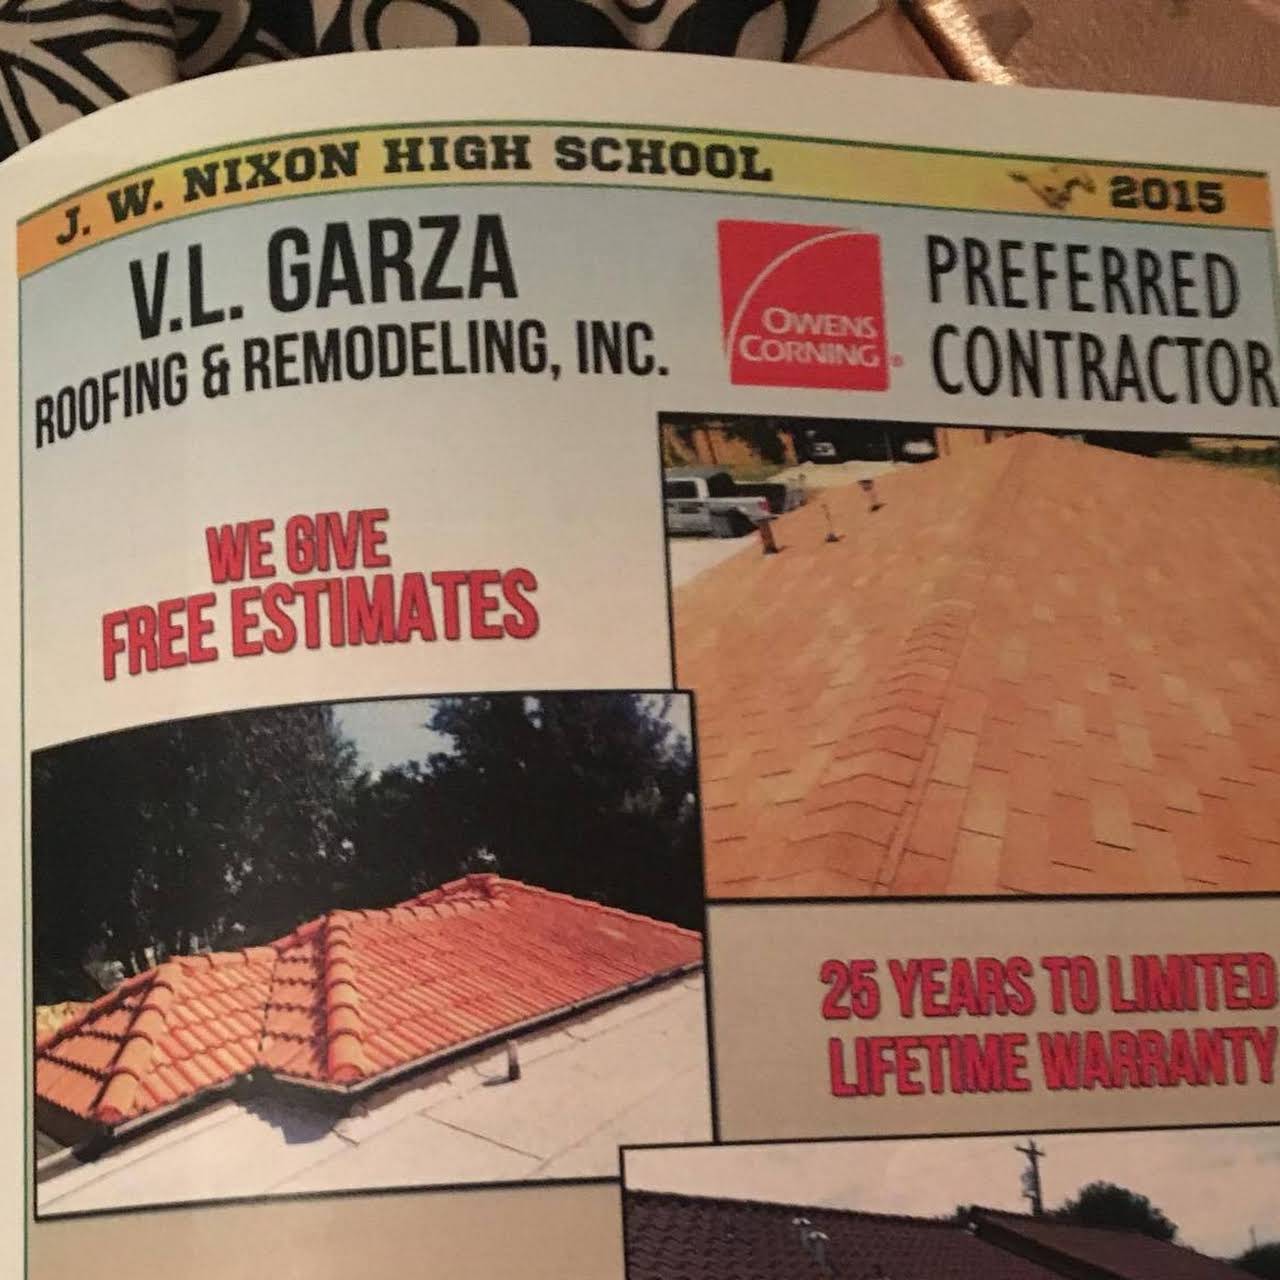 J. W. NIXON HIGH SCHOOL 2015
V.L. GARZA
ROOFING & REMODELING, INC.
OWENS
CORNING®
PREFERRED
CONTRACTOR
WE GIVE
FREE ESTIMATES
25 YEARS TO LIMITED
LIFETIME WARRANTY